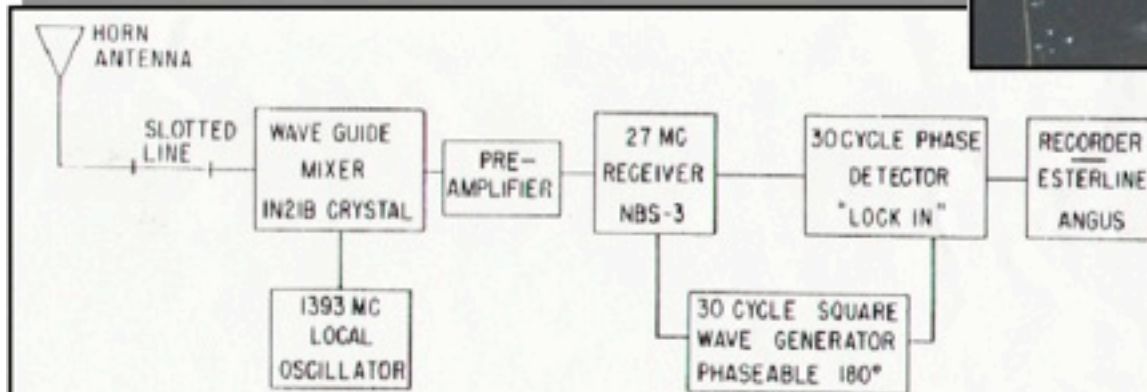 HORN
ANTENNA
SLOTTED
LINE
WAVE GUIDE
MIXER
IN21B CRYSTAL
PRE-
AMPLIFIER
27 MC
RECEIVER
NBS-3
30 CYCLE PHASE
DETECTOR
"LOCK IN"
RECORDER
ESTERLINE
ANGUS
1393 MC
LOCAL
OSCILLATOR
30 CYCLE SQUARE
WAVE GENERATOR
PHASEABLE 180°